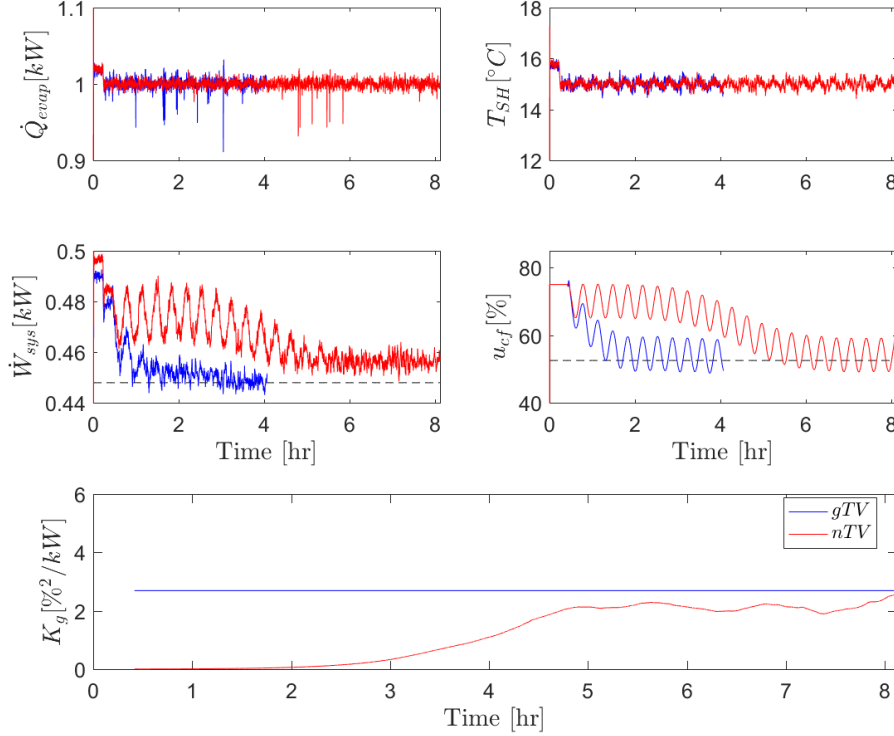 1.1
1
0.9
Q̇evap[kW]
0 2 4 6 8
18
16
14
12
TSH[°C]
0 2 4 6 8
0.5
0.48
0.46
0.44
Ẇsys[kW]
0 2 4 6 8
Time [hr]
80
60
40
ucf[%]
0 2 4 6 8
Time [hr]
6
4
2
0
Kg[%²/kW]
gTV
nTV
0 1 2 3 4 5 6 7 8
Time [hr]